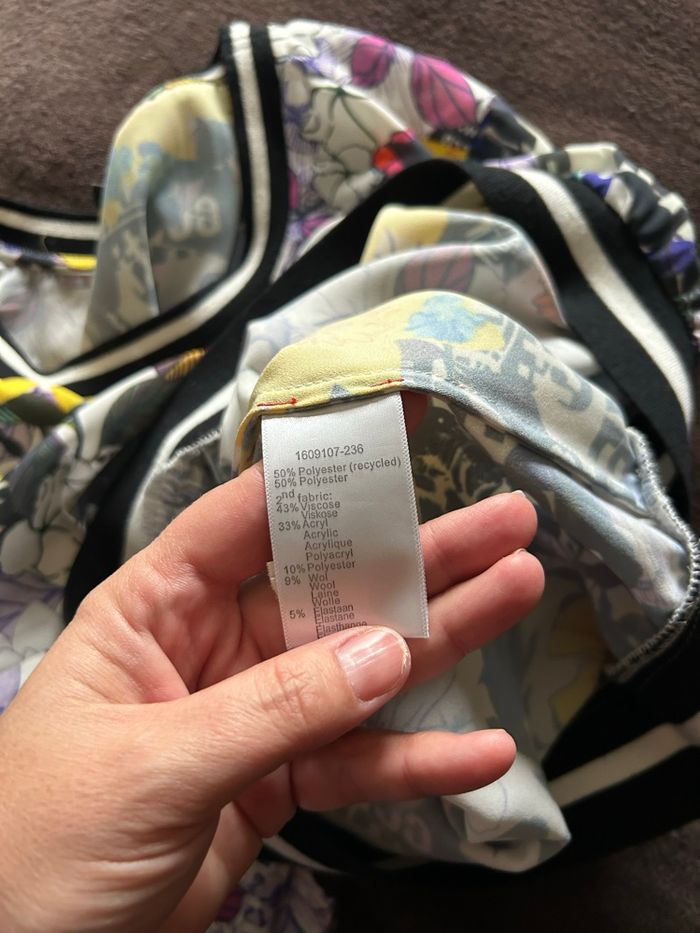 1609107-236
50% Polyester (recycled)
50% Polyester
2nd fabric:
43% Viscose
Viskose
33% Acryl
Acrylic
Acrylique
Polyacryl
10% Polyester
9% Wol
Wool
Laine
Wolle
5% Elastaan
Elastane
Elasthanne